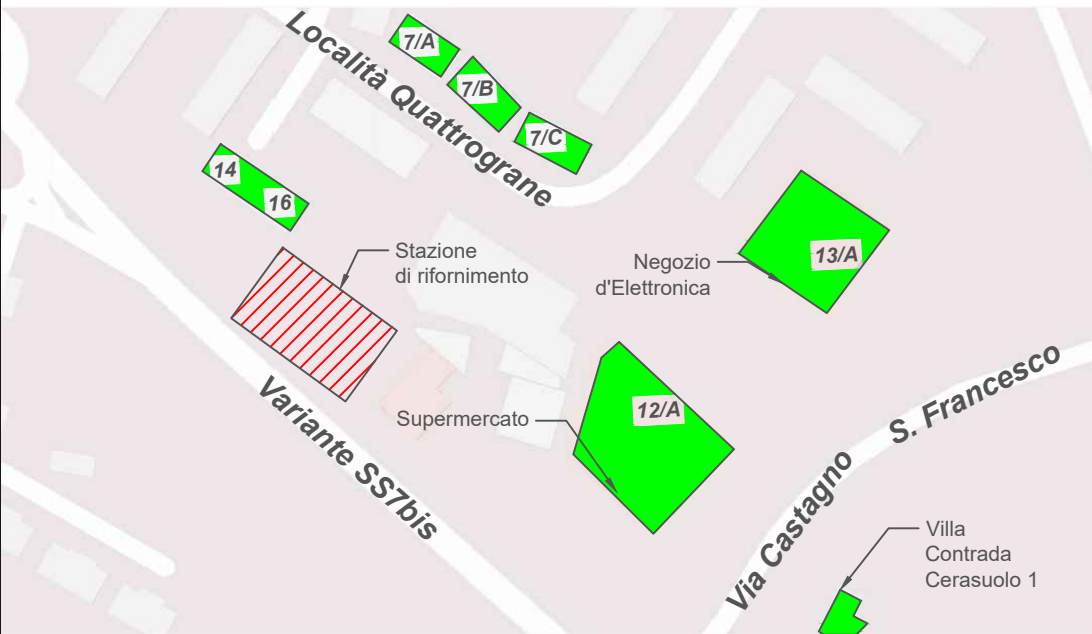 Località Quattrograne
7/A
7/B
7/C
14
16
Stazione
di rifornimento
Negozio
d'Elettronica
13/A
Variante SS7bis
Supermercato
12/A
Via Castagno
S. Francesco
Villa
Contrada
Cerasuolo 1